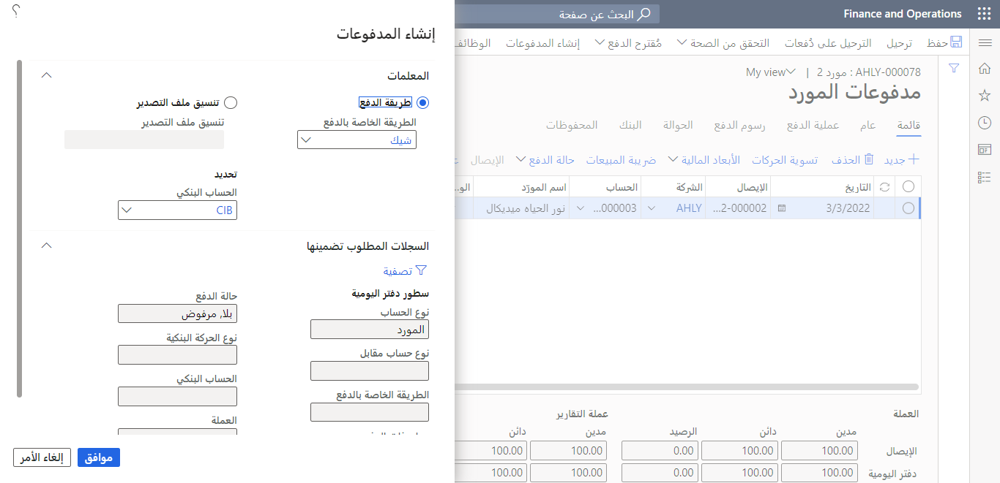 Finance and Operations
البحث عن صفحة
حفظ
ترحيل
الترحيل على دُفعات
التحقق من الصحة
مُقترح الدفع
إنشاء المدفوعات
الوظائف
AHLY-000078 : مورد 2 | My view
مدفوعات المورد
قائمة
عام
عملية الدفع
رسوم الدفع
الحوالة
البنك
المحفوظات
جديد
الحذف
تسوية الحركات
الأبعاد المالية
ضريبة المبيعات
حالة الدفع
الإيصال
التاريخ
الإيصال
الشركة
الحساب
اسم المورّد
الو...
3/3/2022
2-000002...
AHLY
000003...
نور الحياه ميديكال
العملة
عملة التقارير
مدين
دائن
الرصيد
مدين
دائن
الإيصال
100.00
100.00
0.00
100.00
100.00
دفتر اليومية
100.00
100.00
0.00
100.00
100.00
؟
إنشاء المدفوعات
المعلمات
طريقة الدفع
تنسيق ملف التصدير
الطريقة الخاصة بالدفع
تنسيق ملف التصدير
شيك
تحديد
الحساب البنكي
CIB
السجلات المطلوب تضمينها
تصفية
سطور دفتر اليومية
نوع الحساب
المورد
نوع حساب مقابل
الطريقة الخاصة بالدفع
حالة الدفع
بلا, مرفوض
نوع الحركة البنكية
الحساب البنكي
العملة
موافق
إلغاء الأمر